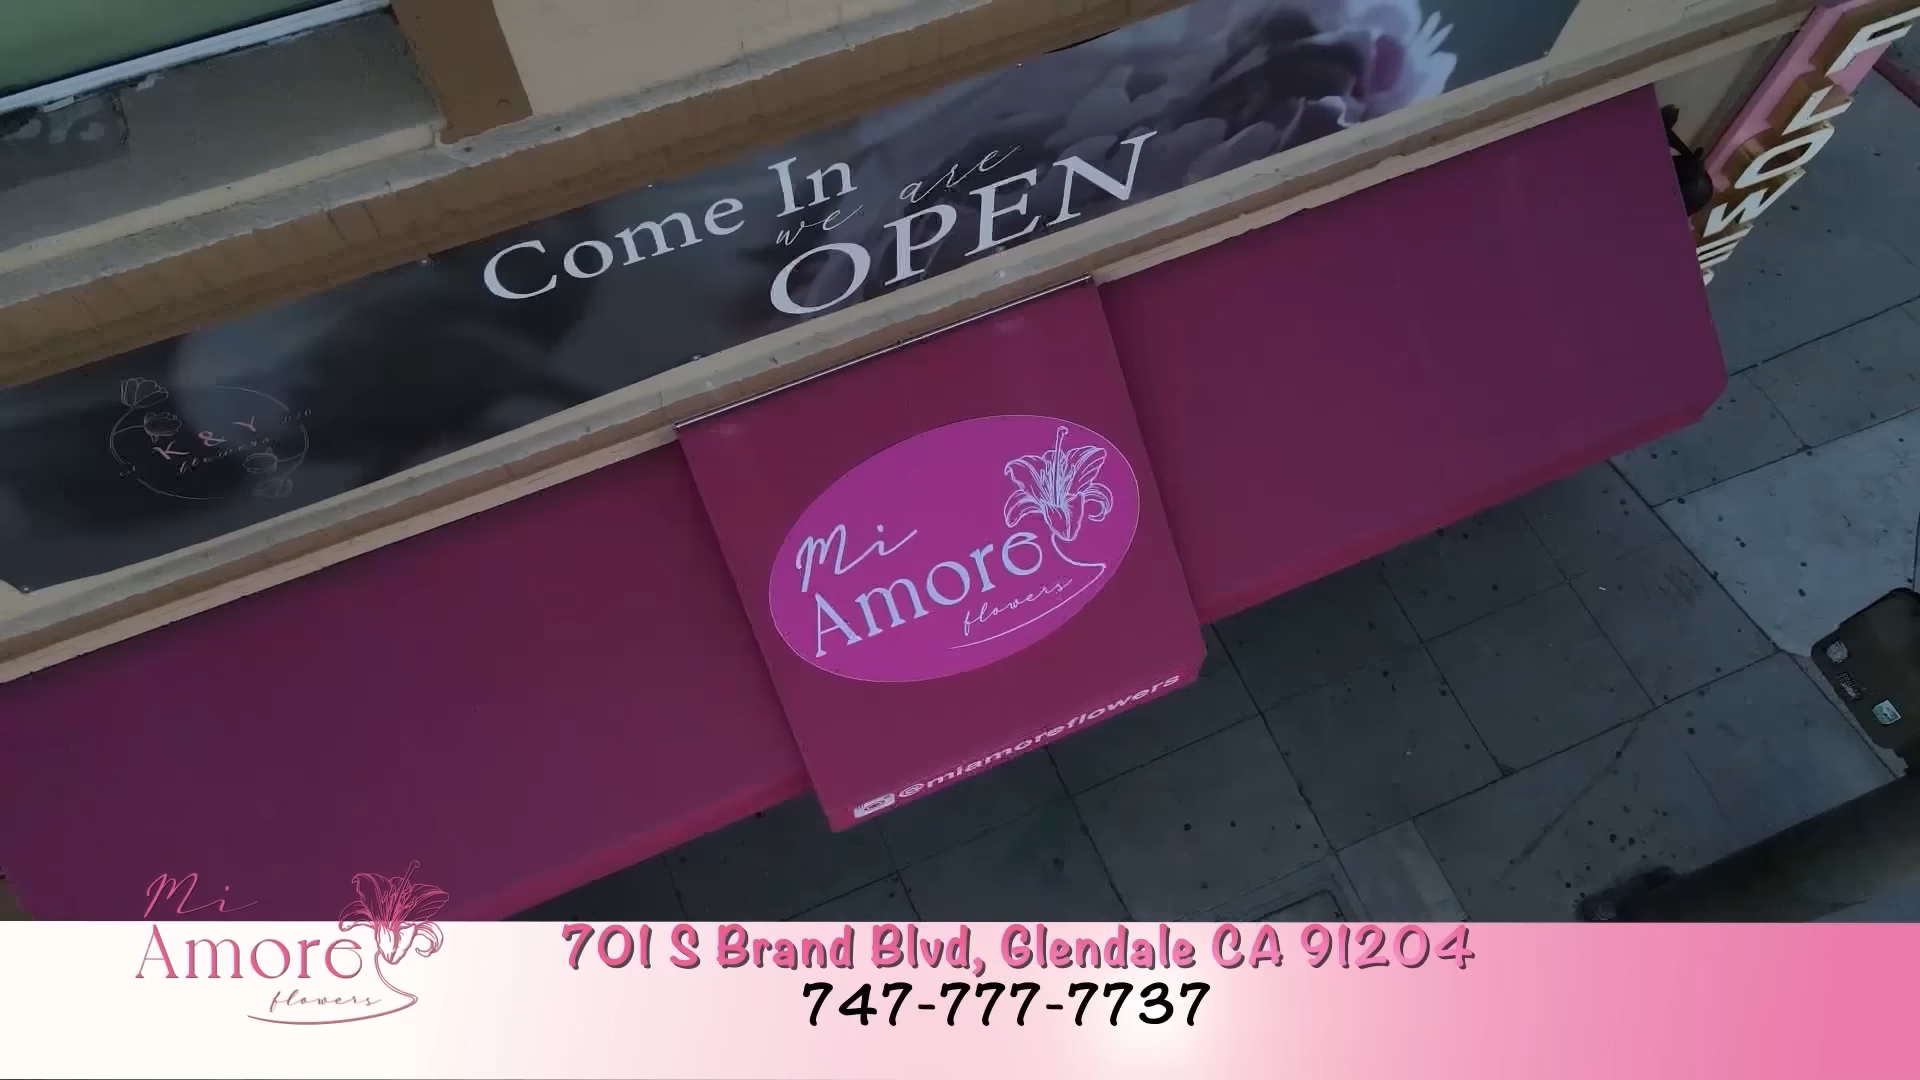 Come In
we are
OPEN
FLOWE
K & Y
flowers
Mi
Amore
flowers
@miamoreflowers
Mi
Amore
flowers
701 S Brand Blvd, Glendale CA 91204
747-777-7737